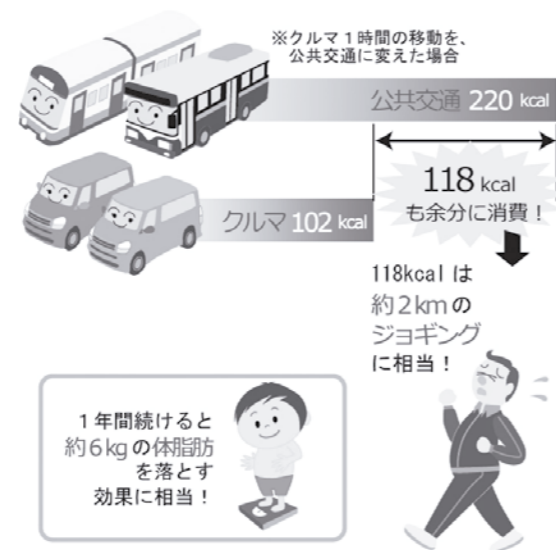 ※クルマ１時間の移動を、
公共交通に変えた場合
公共交通 220 kcal
118 kcal
も余分に消費！
クルマ 102 kcal
118kcal は
約２kmの
ジョギング
に相当！
１年間続けると
約６kgの体脂肪
を落とす
効果に相当！